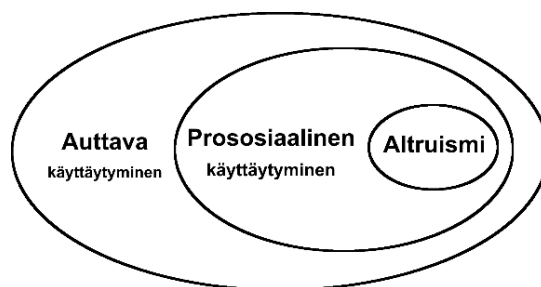 Auttava
käyttäytyminen
Prososiaalinen
käyttäytyminen
Altruismi